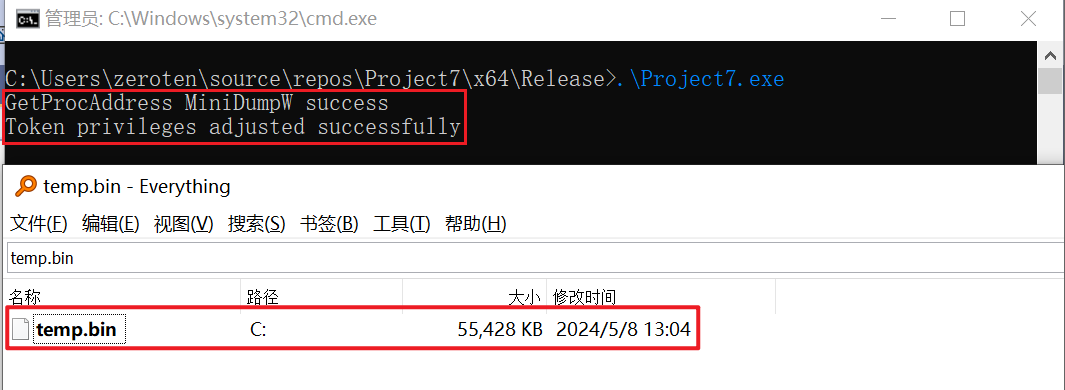 管理员: C:\Windows\system32\cmd.exe
C:\Users\zeroten\source\repos\Project7\x64\Release>.\Project7.exe
GetProcAddress MiniDumpW success
Token privileges adjusted successfully
temp.bin - Everything
文件(F) 编辑(E) 视图(V) 搜索(S) 书签(B) 工具(T) 帮助(H)
temp.bin
名称 路径 大小 修改时间
temp.bin C: 55,428 KB 2024/5/8 13:04